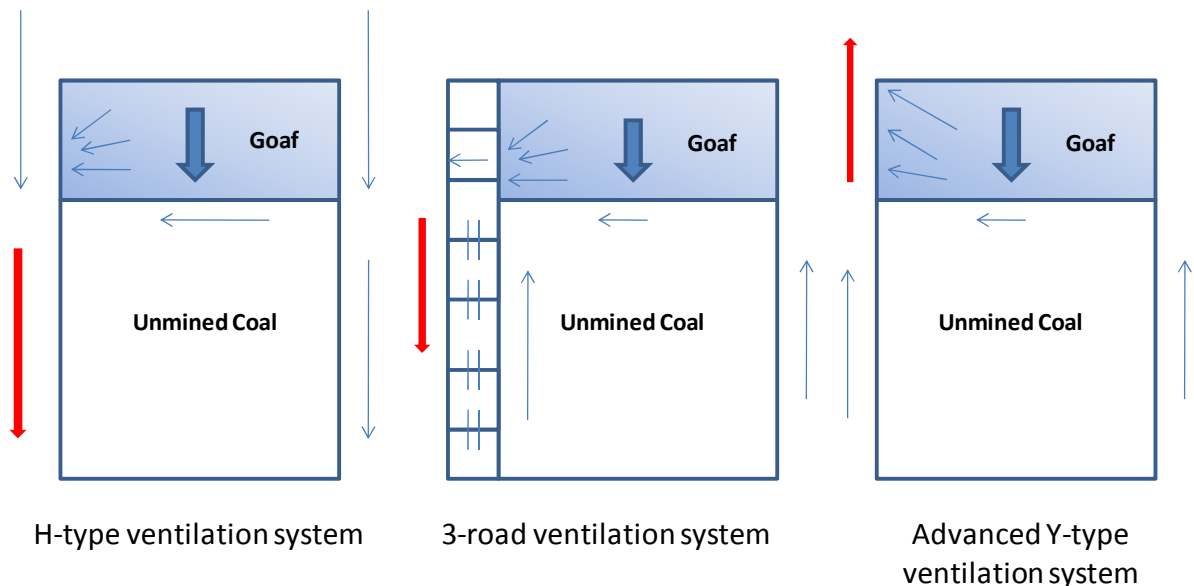 Goaf
Goaf
Goaf
Unmined Coal
Unmined Coal
Unmined Coal
H-type ventilation system
3-road ventilation system
Advanced Y-type
ventilation system